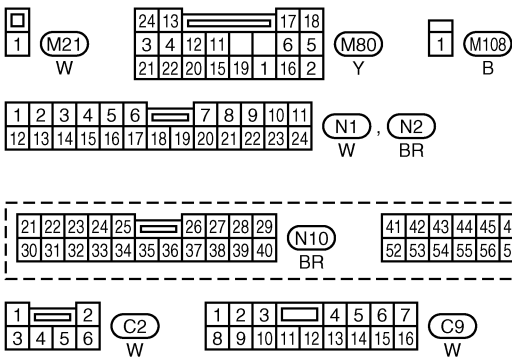 24 13 17 18
1 M21 3 4 12 11 6 5 M80 1 M108
W 21 22 20 15 19 1 16 2 Y B
1 2 3 4 5 6 7 8 9 10 11 N1 , N2
12 13 14 15 16 17 18 19 20 21 22 23 24 W BR
21 22 23 24 25 26 27 28 29 N10 41 42 43 44 45
30 31 32 33 34 35 36 37 38 39 40 BR 52 53 54 55 56
1 2 C2 1 2 3 4 5 6 7 C9
3 4 5 6 W 8 9 10 11 12 13 14 15 16 W